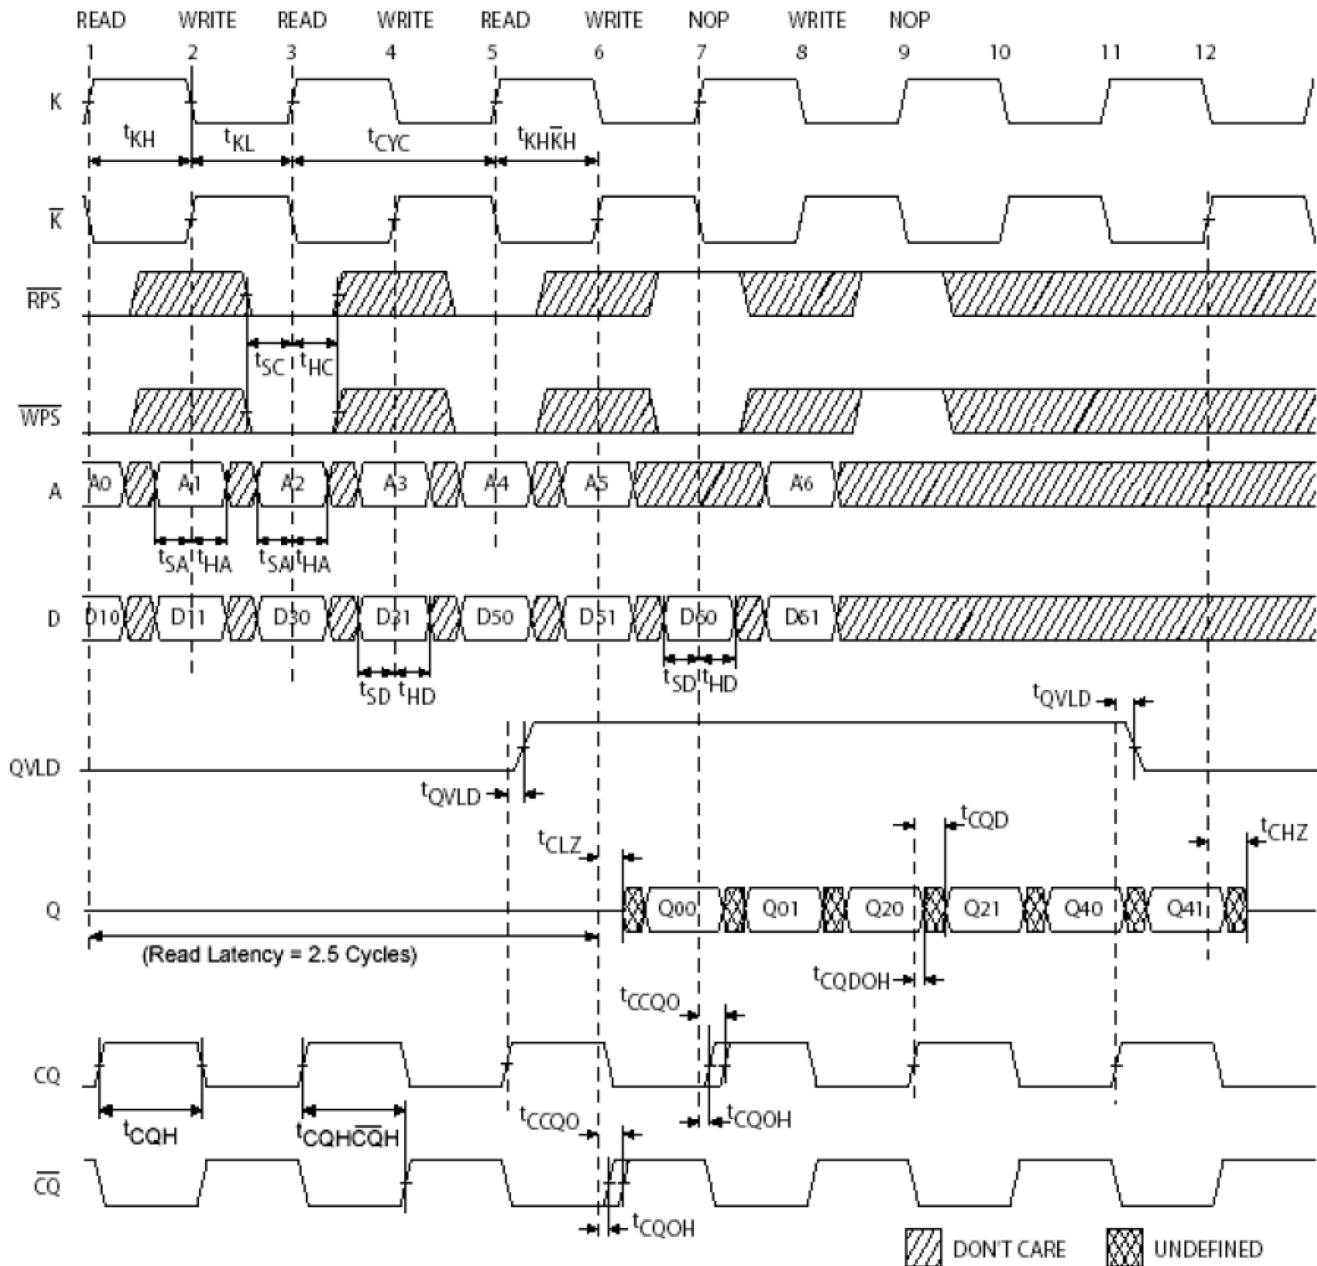 READ WRITE READ WRITE READ WRITE NOP WRITE NOP
1 2 3 4 5 6 7 8 9 10 11 12
K
tKH tKL tCYC tKHK̅H
K̅
R̅P̅S̅
tSC tHC
W̅P̅S̅
A A0 A1 A2 A3 A4 A5 A6
tSA tHA tSA tHA
D D10 D11 D30 D31 D50 D51 D60 D61
tSD tHD tSD tHD
tQVLD
QVLD
tQVLD
tCQD
tCLZ tCHZ
Q Q00 Q01 Q20 Q21 Q40 Q41
(Read Latency = 2.5 Cycles)
tCQDOH
tCCQO
CQ
tCQOH
tCCQO
tCQH tCQHC̅Q̅H
C̅Q̅
tCQOH
DON'T CARE UNDEFINED